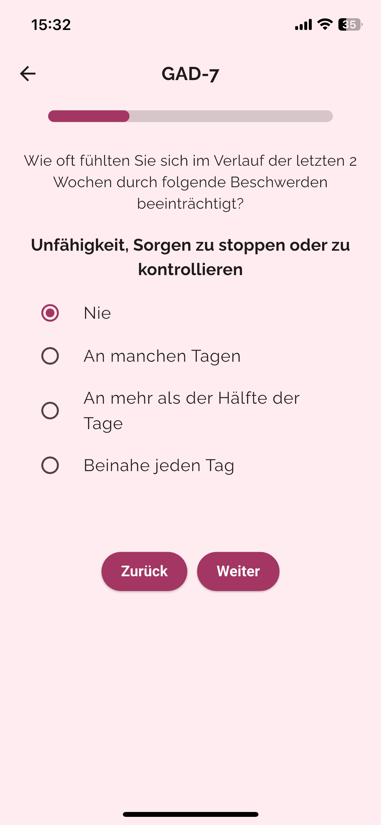 15:32
35
GAD-7
Wie oft fühlten Sie sich im Verlauf der letzten 2
Wochen durch folgende Beschwerden
beeinträchtigt?
Unfähigkeit, Sorgen zu stoppen oder zu
kontrollieren
Nie
An manchen Tagen
An mehr als der Hälfte der
Tage
Beinahe jeden Tag
Zurück
Weiter